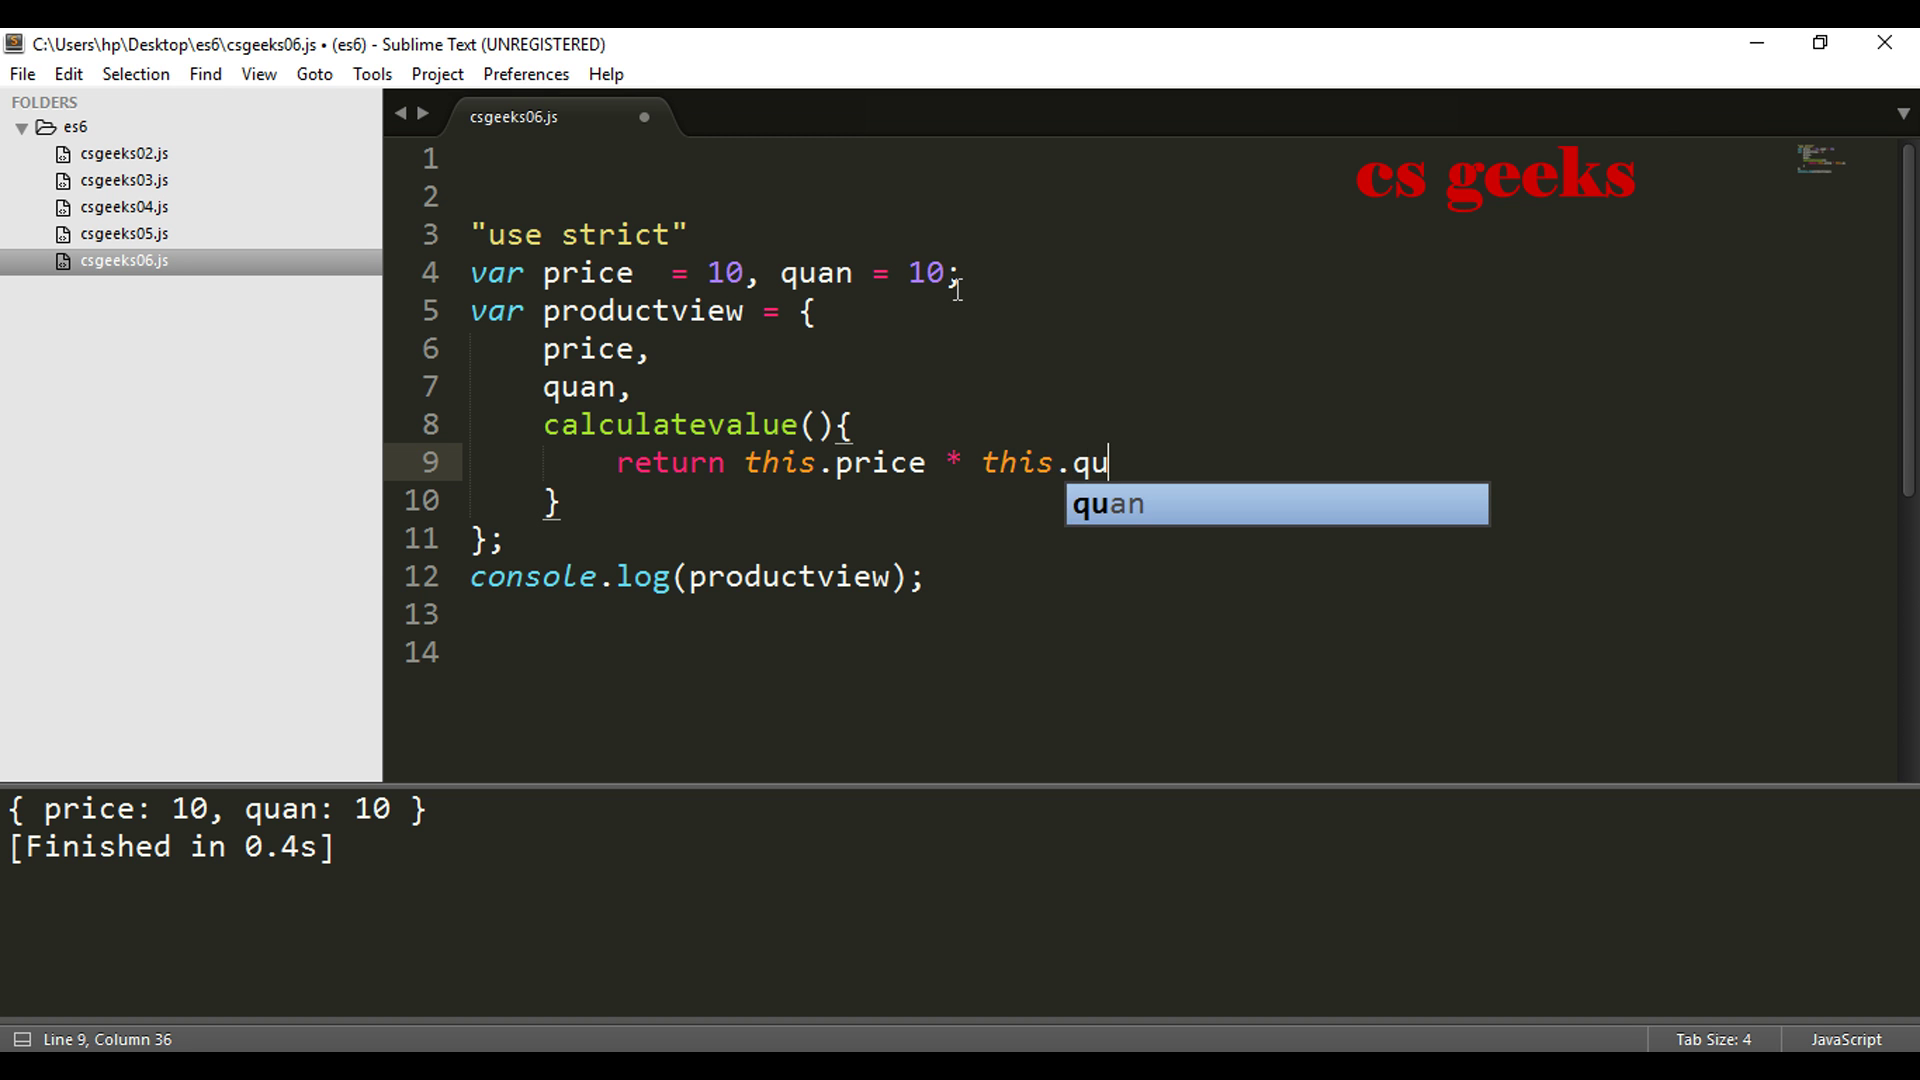 C:\Users\hp\Desktop\es6\csgeeks06.js • (es6) - Sublime Text (UNREGISTERED)
File Edit Selection Find View Goto Tools Project Preferences Help
FOLDERS
es6
csgeeks02.js
csgeeks03.js
csgeeks04.js
csgeeks05.js
csgeeks06.js
csgeeks06.js
cs geeks
1
2
3 "use strict"
4 var price  = 10, quan = 10;
5 var productview = {
6     price,
7     quan,
8     calculatevalue(){
9         return this.price * this.qu
quan
10     }
11 };
12 console.log(productview);
13
14
{ price: 10, quan: 10 }
[Finished in 0.4s]
Line 9, Column 36
Tab Size: 4
JavaScript